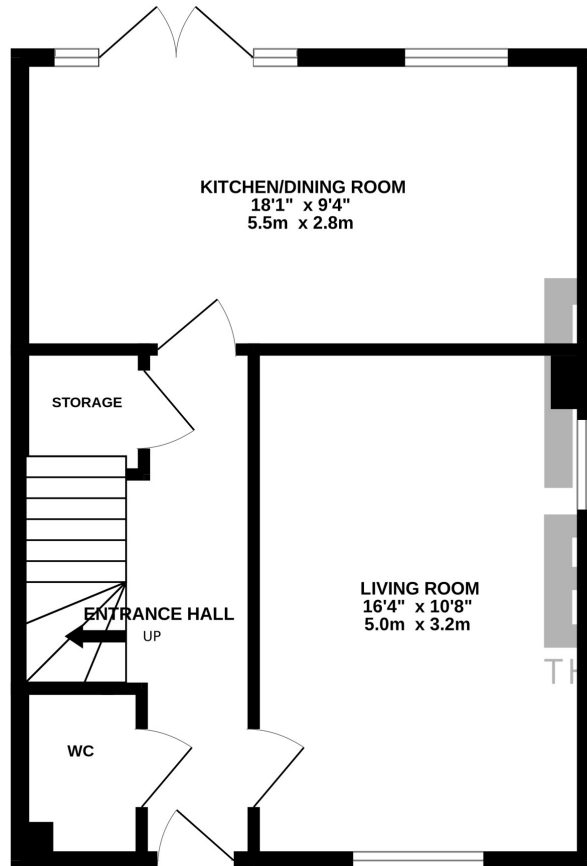 KITCHEN/DINING ROOM
18'1" x 9'4"
5.5m x 2.8m
STORAGE
LIVING ROOM
16'4" x 10'8"
5.0m x 3.2m
ENTRANCE HALL
UP
WC